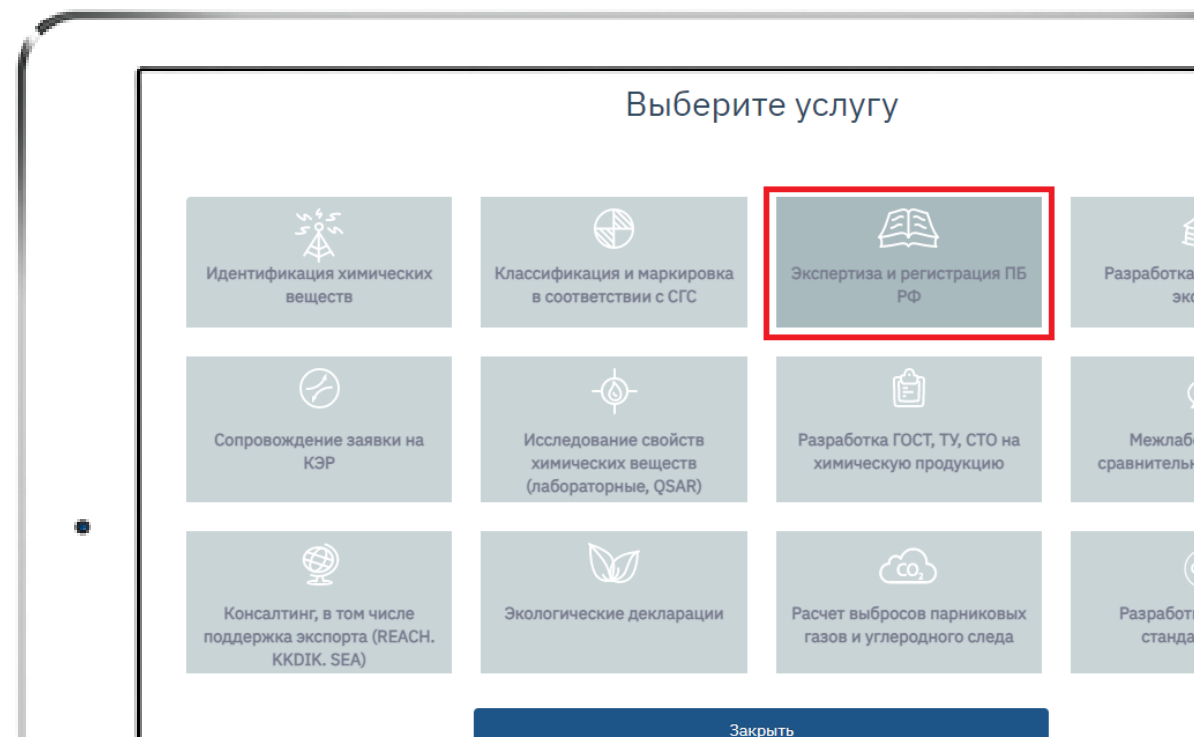 Выберите услугу
Идентификация химических
веществ
Классификация и маркировка
в соответствии с СГС
Экспертиза и регистрация ПБ
РФ
Разработка
Сопровождение заявки на
КЭР
Исследование свойств
химических веществ
(лабораторные, QSAR)
Разработка ГОСТ, ТУ, СТО на
химическую продукцию
Консалтинг, в том числе
поддержка экспорта (REACH.
KKDIK. SEA)
Экологические декларации
CO₂
Расчет выбросов парниковых
газов и углеродного следа
Закрыть